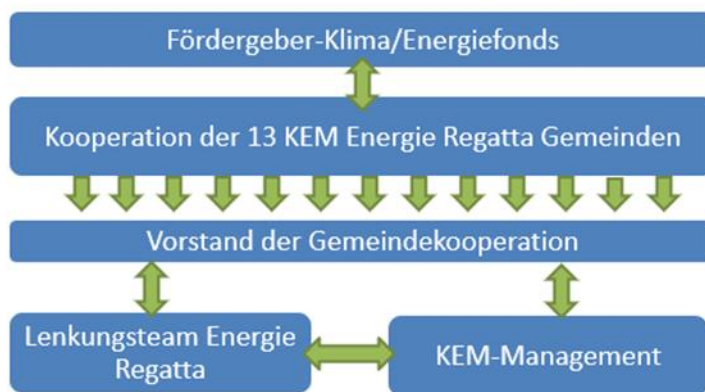 Fördergeber-Klima/Energiefonds
Kooperation der 13 KEM Energie Regatta Gemeinden
Vorstand der Gemeindekooperation
Lenkungsteam Energie
Regatta
KEM-Management